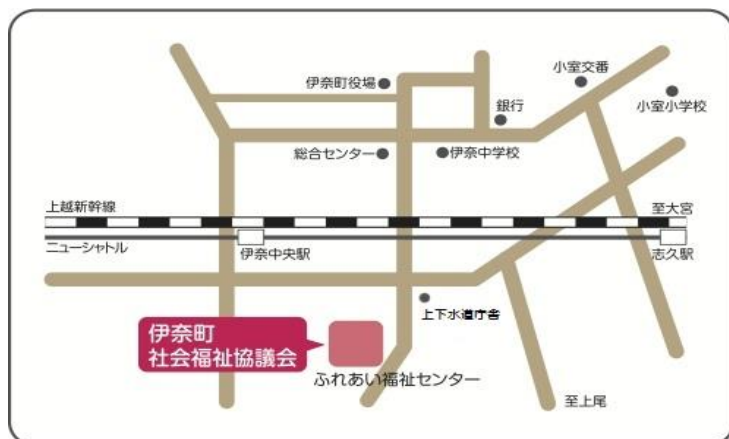 小室交番
伊奈町役場
銀行
小室小学校
総合センター
伊奈中学校
上越新幹線
至大宮
ニューシャトル
伊奈中央駅
志久駅
上下水道庁舎
伊奈町
社会福祉協議会
ふれあい福祉センター
至上尾